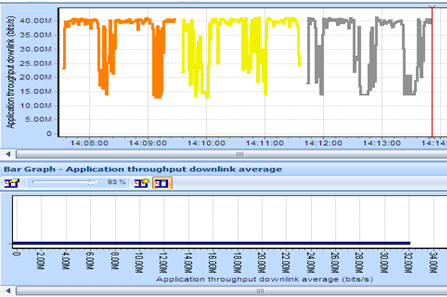 Application throughput downlink (bits/s)
40.00M
35.00M
30.00M
25.00M
20.00M
15.00M
10.00M
5.00M
0
14:08:00 14:09:00 14:10:00 14:11:00 14:12:00 14:13:00 14:14:00
Bar Graph - Application throughput downlink average
93 %
0 2.00M 4.00M 6.00M 8.00M 10.00M 12.00M 14.00M 16.00M 18.00M 20.00M 22.00M 24.00M 26.00M 28.00M 30.00M 32.00M 34.00M
Application throughput downlink average (bits/s)